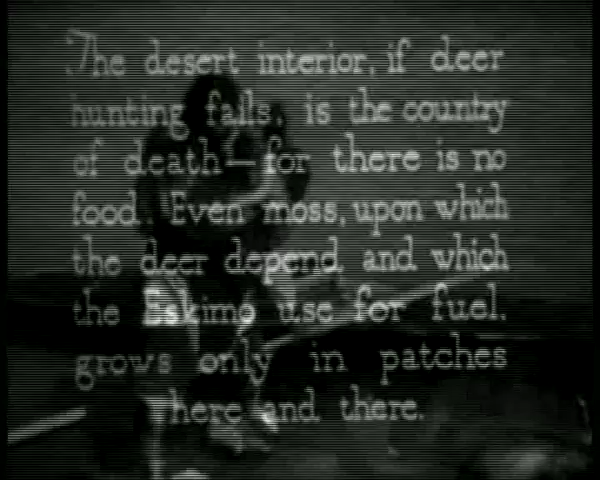 The desert interior, if deer
hunting fails, is the country
of death—for there is no
food. Even moss, upon which
the deer depend and which
the Eskimo use for fuel,
grows only in patches
here and there.